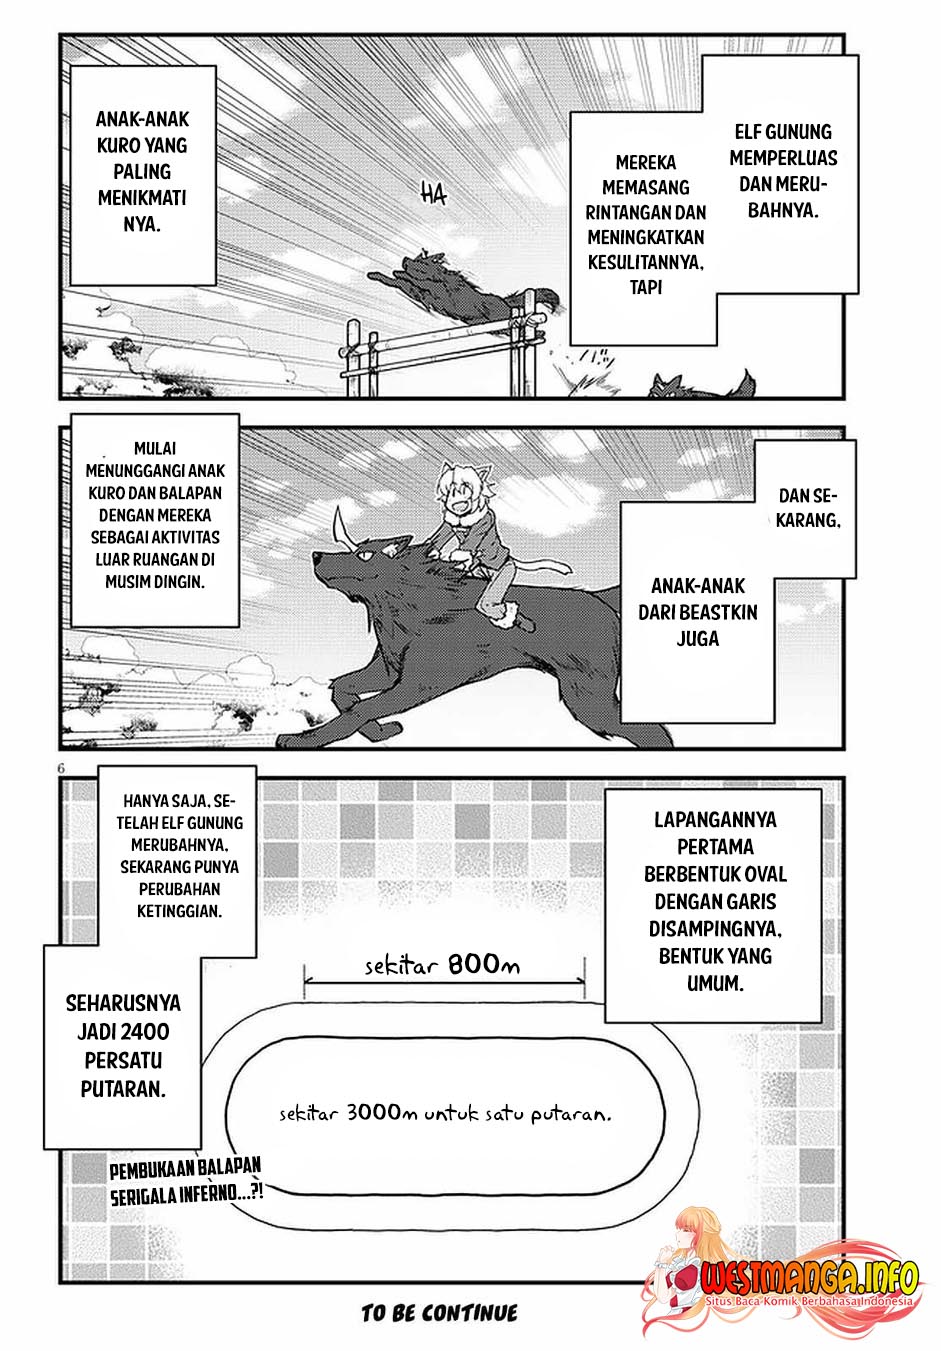 ELF GUNUNG
MEMPERLUAS
DAN MERU-
BAHNYA.
MEREKA
MEMASANG
RINTANGAN DAN
MENINGKATKAN
KESULITANNYA,
TAPI
HA
ANAK-ANAK
KURO YANG
PALING
MENIKMATI
NYA.
DAN SE-
KARANG,
ANAK-ANAK
DARI BEASTKIN
JUGA
MULAI
MENUNGGANGI ANAK
KURO DAN BALAPAN
DENGAN MEREKA
SEBAGAI AKTIVITAS
LUAR RUANGAN DI
MUSIM DINGIN.
6
LAPANGANNYA
PERTAMA
BERBENTUK OVAL
DENGAN GARIS
DISAMPINGNYA,
BENTUK YANG
UMUM.
sekitar 800m
sekitar 3000m untuk satu putaran.
HANYA SAJA, SE-
TELAH ELF GUNUNG
MERUBAHNYA,
SEKARANG PUNYA
PERUBAHAN
KETINGGIAN.
SEHARUSNYA
JADI 2400
PERSATU
PUTARAN.
PEMBUKAAN BALAPAN
SERIGALA INFERNO...?!
WESTMANGA.INFO
Situs Baca Komik Berbahasa Indonesia
TO BE CONTINUE